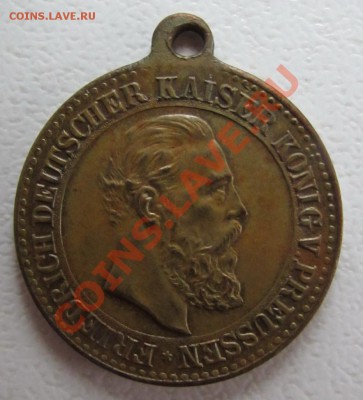 COINS.LAVE.RU
FRIEDRICH DEUTSCHER KAISER KÖNIG V. PREUSSEN *
COINS.LAVE.RU